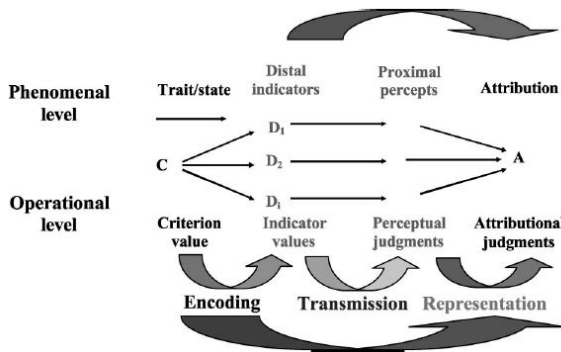 Distal indicators
Proximal percepts
Phenomenal level
Trait/state
Attribution
D1
C
D2
A
Operational level
Di
Criterion value
Indicator values
Perceptual judgments
Attributional judgments
Encoding
Transmission
Representation